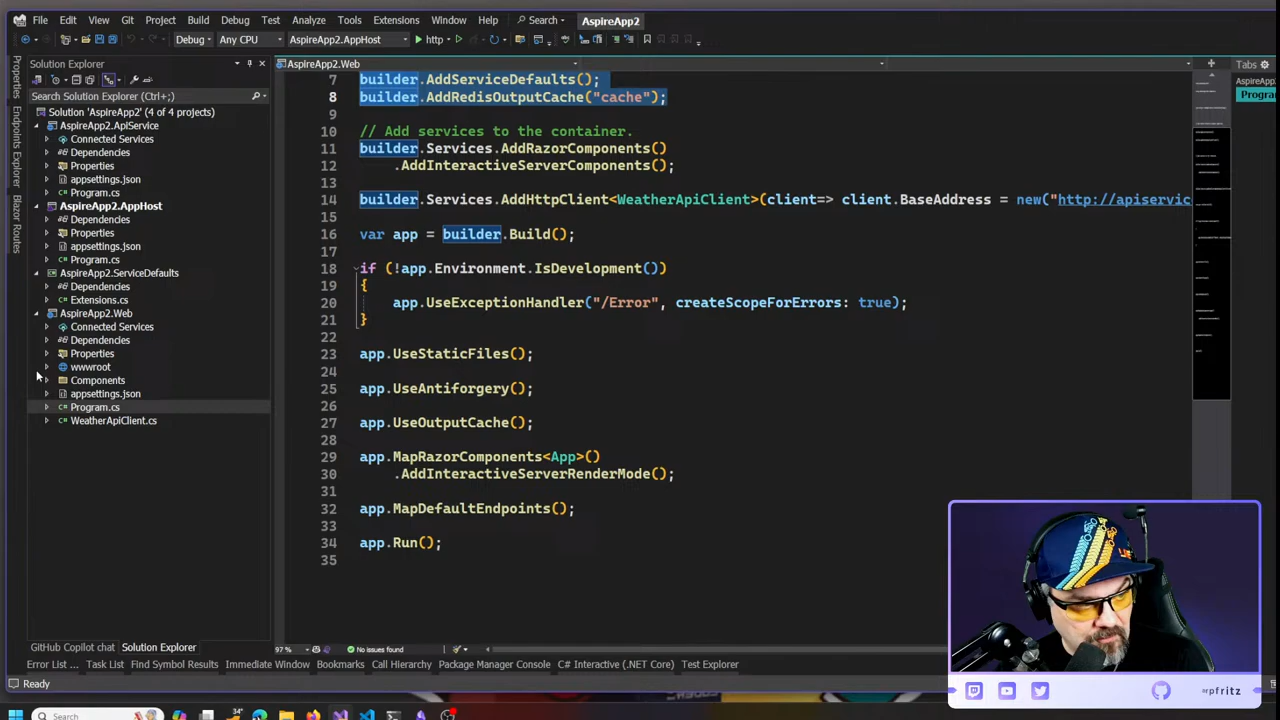 File Edit View Git Project Build Debug Test Analyze Tools Extensions Window Help Search AspireApp2
Debug Any CPU AspireApp2.AppHost http
Properties Endpoints Explorer Blazor Routes
Solution Explorer
Search Solution Explorer (Ctrl+;)
Solution 'AspireApp2' (4 of 4 projects)
AspireApp2.ApiService
Connected Services
Dependencies
Properties
appsettings.json
Program.cs
AspireApp2.AppHost
Dependencies
Properties
appsettings.json
Program.cs
AspireApp2.ServiceDefaults
Dependencies
Extensions.cs
AspireApp2.Web
Connected Services
Dependencies
Properties
wwwroot
Components
appsettings.json
Program.cs
WeatherApiClient.cs
GitHub Copilot chat Solution Explorer
AspireApp2.Web
7 builder.AddServiceDefaults();
8 builder.AddRedisOutputCache("cache");
9
10 // Add services to the container.
11 builder.Services.AddRazorComponents()
12 .AddInteractiveServerComponents();
13
14 builder.Services.AddHttpClient<WeatherApiClient>(client=> client.BaseAddress = new("http://apiservic
15
16 var app = builder.Build();
17
18 if (!app.Environment.IsDevelopment())
19 {
20 app.UseExceptionHandler("/Error", createScopeForErrors: true);
21 }
22
23 app.UseStaticFiles();
24
25 app.UseAntiforgery();
26
27 app.UseOutputCache();
28
29 app.MapRazorComponents<App>()
30 .AddInteractiveServerRenderMode();
31
32 app.MapDefaultEndpoints();
33
34 app.Run();
35
97 % No issues found
Tabs
AspireApp
Progra
Error List ... Task List Find Symbol Results Immediate Window Bookmarks Call Hierarchy Package Manager Console C# Interactive (.NET Core) Test Explorer
Ready
csharpfritz
Search
34°